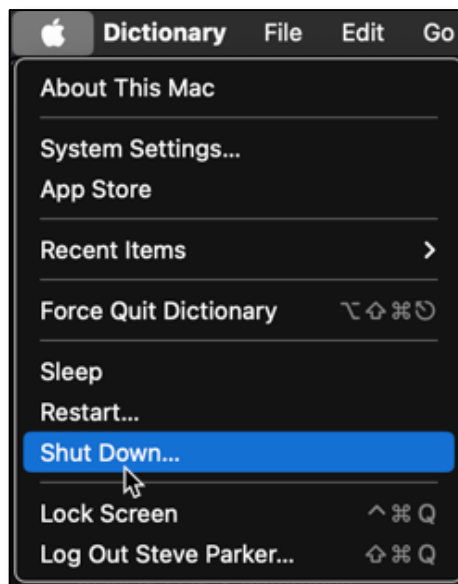 Dictionary File Edit Go
About This Mac
System Settings...
App Store
Recent Items
Force Quit Dictionary ⌥⇧⌘⎋
Sleep
Restart...
Shut Down...
Lock Screen ^⌘Q
Log Out Steve Parker... ⇧⌘Q